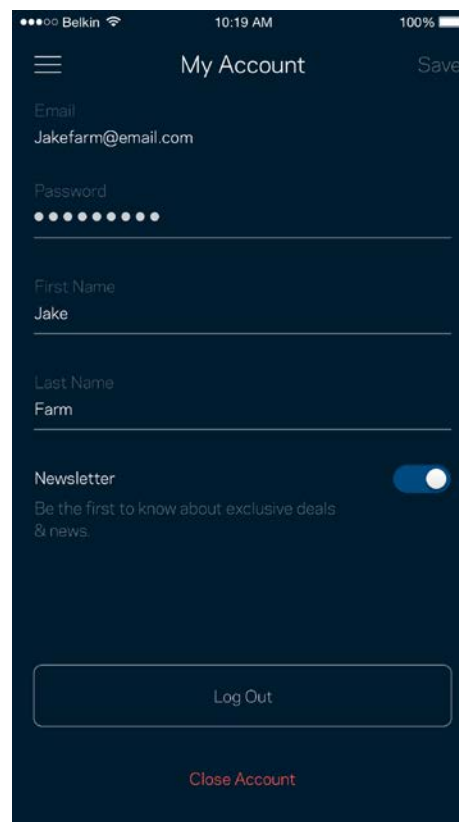 Belkin 10:19 AM 100%
My Account Save
Email
Jakefarm@email.com
Password
●●●●●●●●●
First Name
Jake
Last Name
Farm
Newsletter
Be the first to know about exclusive deals
& news.
Log Out
Close Account